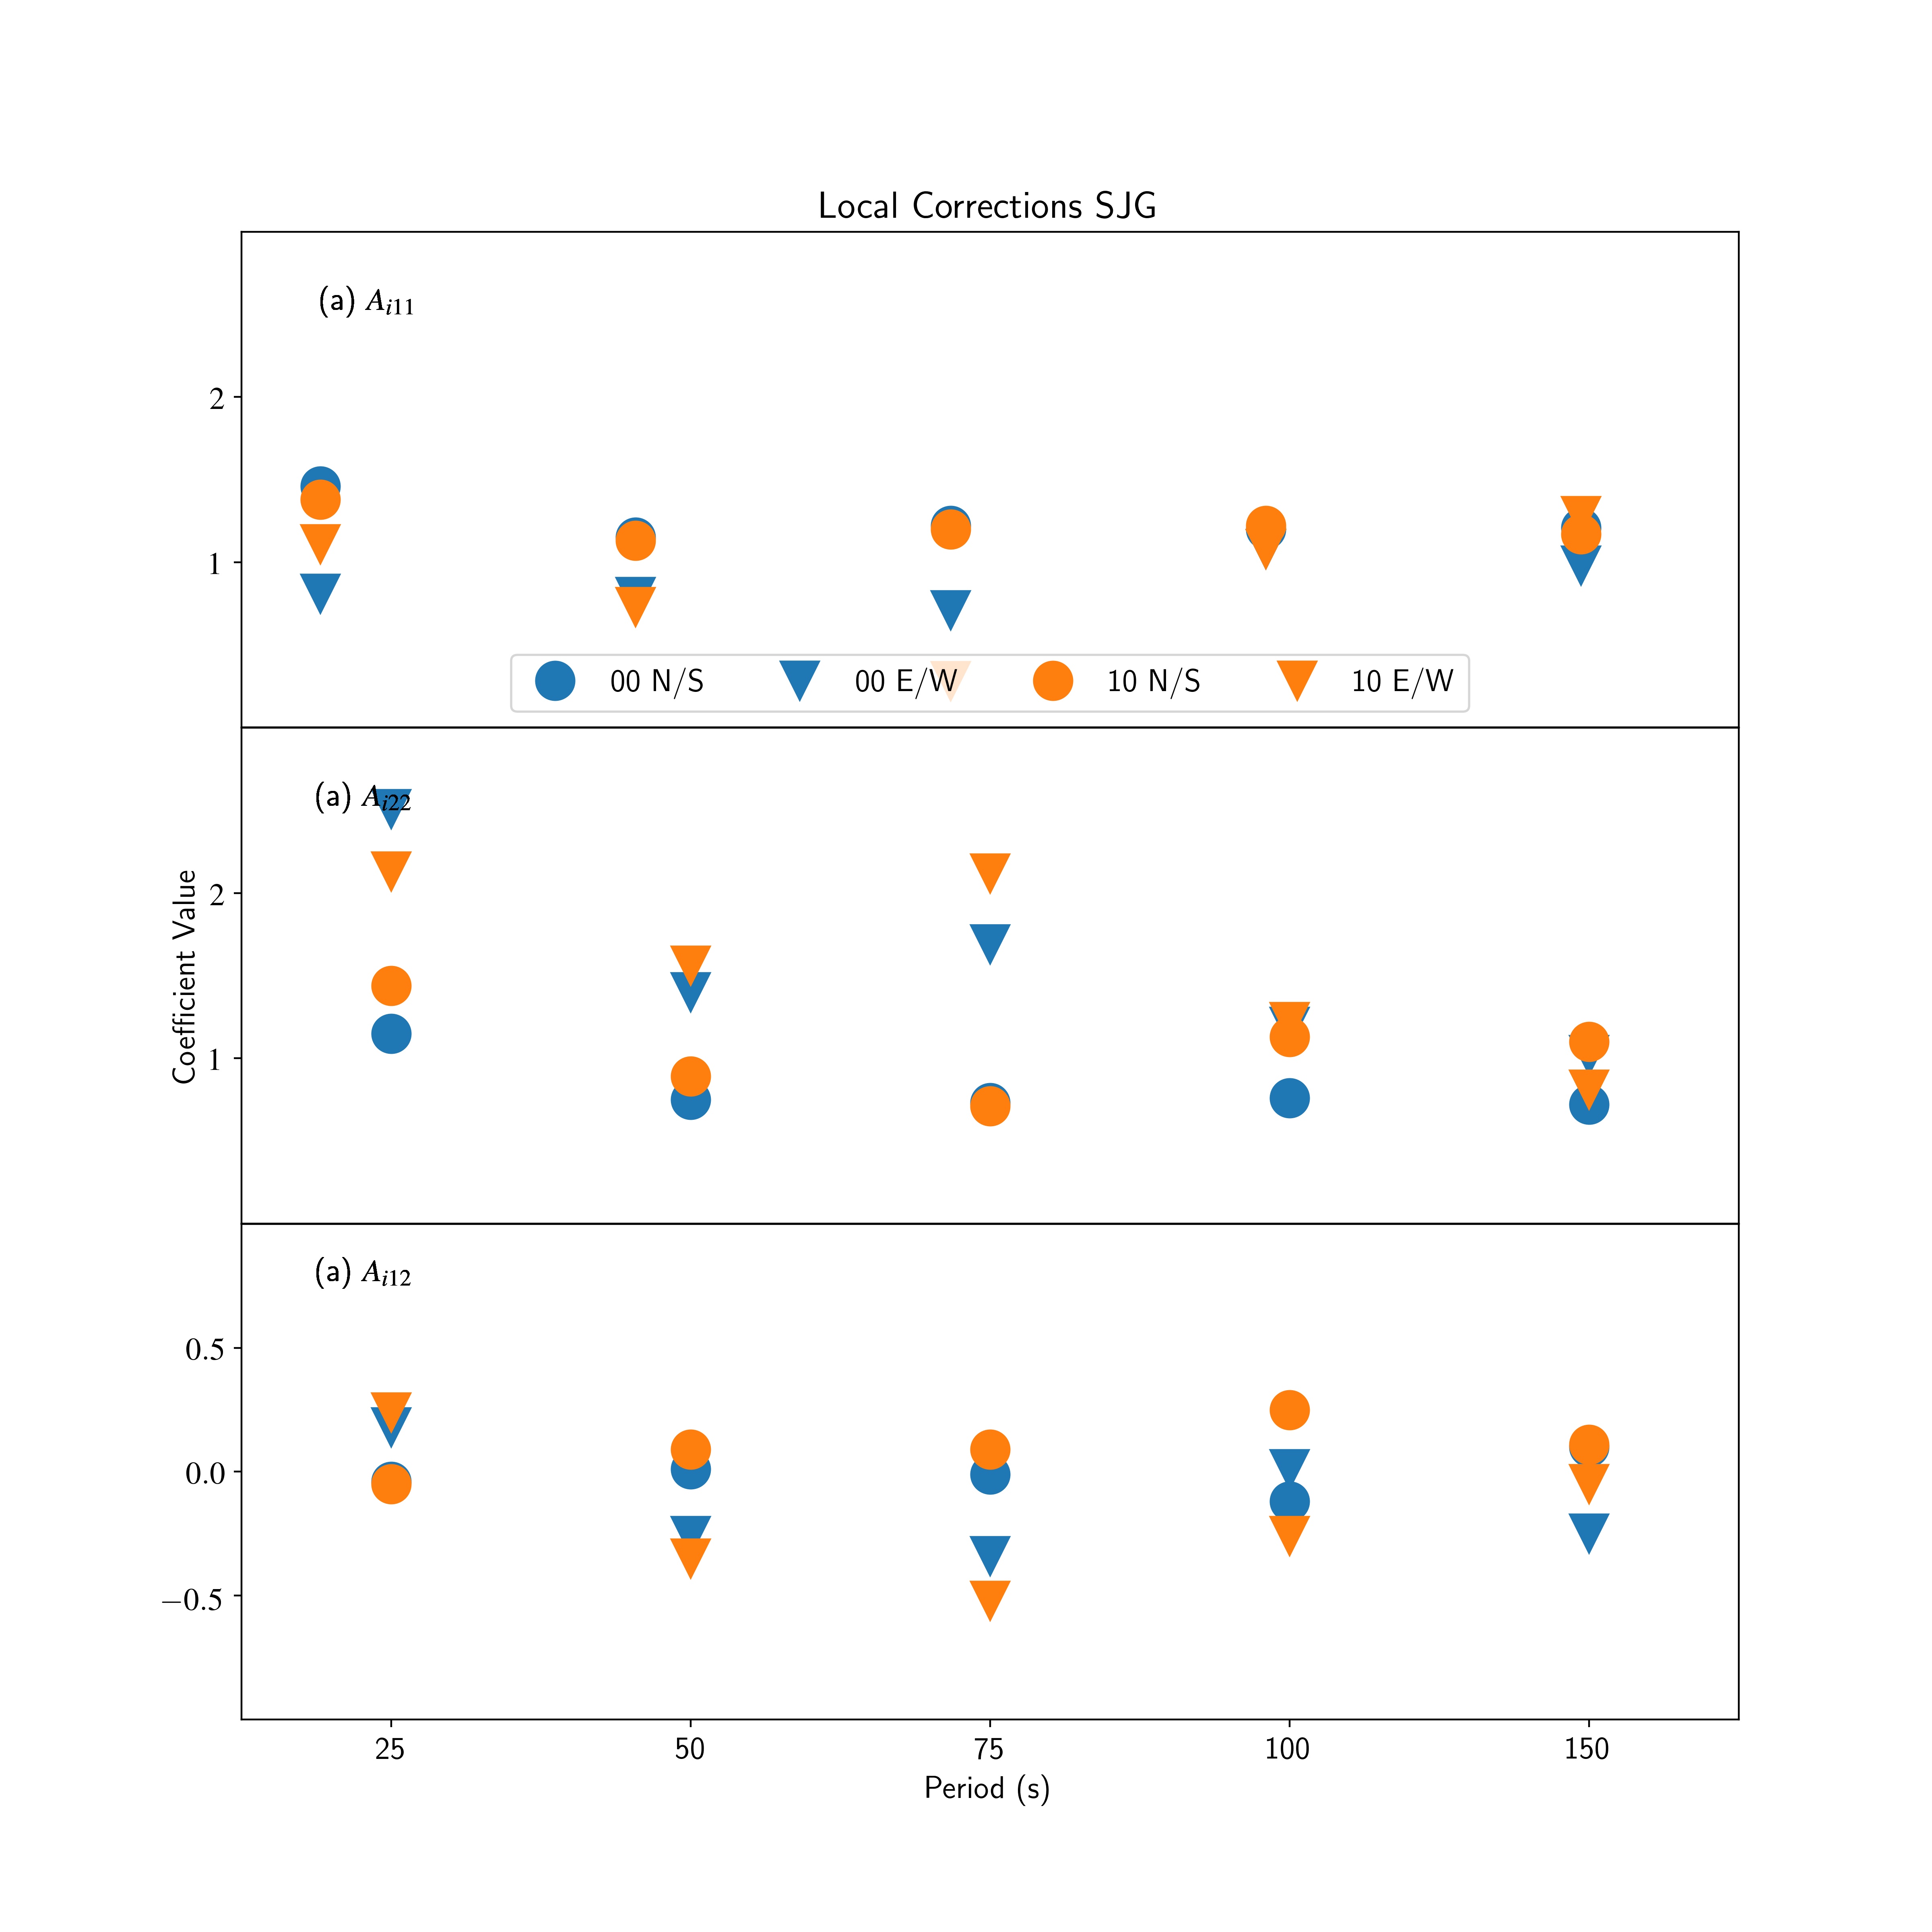 Local Corrections SJG
(a) A_{i11}
2
1
00 N/S 00 E/W 10 N/S 10 E/W
(a) A_{i22}
2
1
Coefficient Value
(a) A_{i12}
0.5
0.0
−0.5
25 50 75 100 150
Period (s)